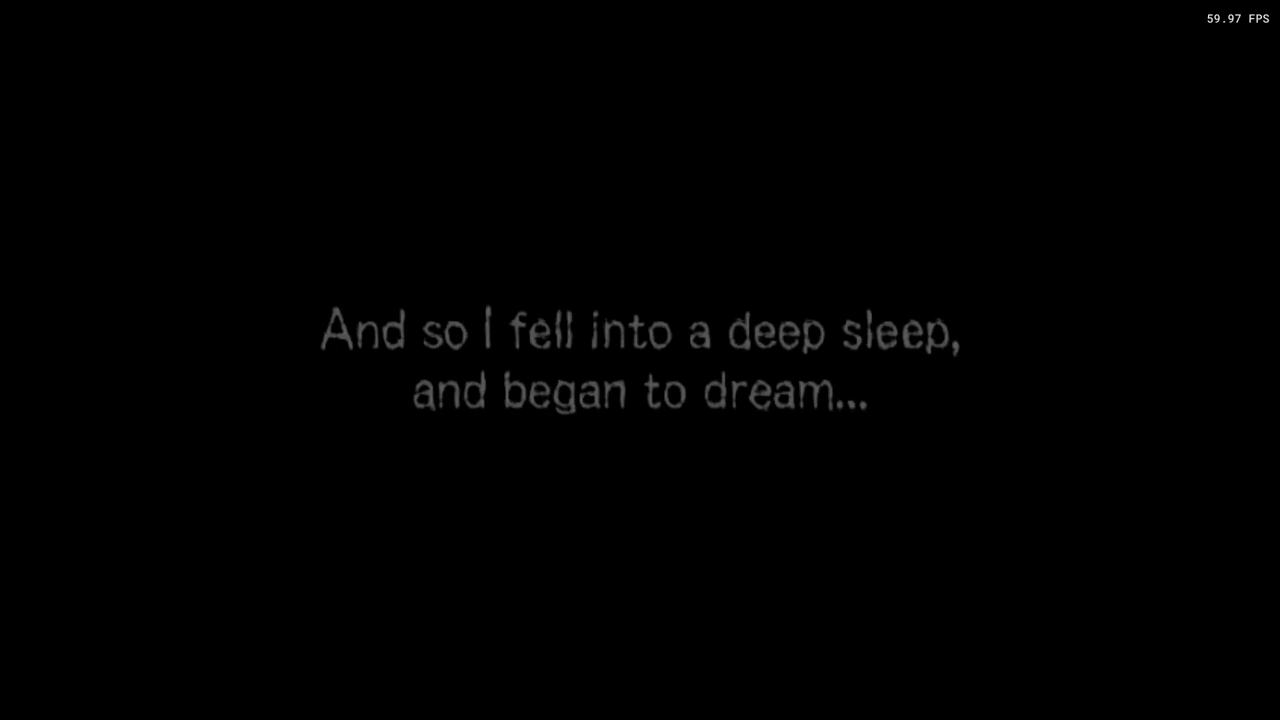 59.97 FPS
And so I fell into a deep sleep,
and began to dream...